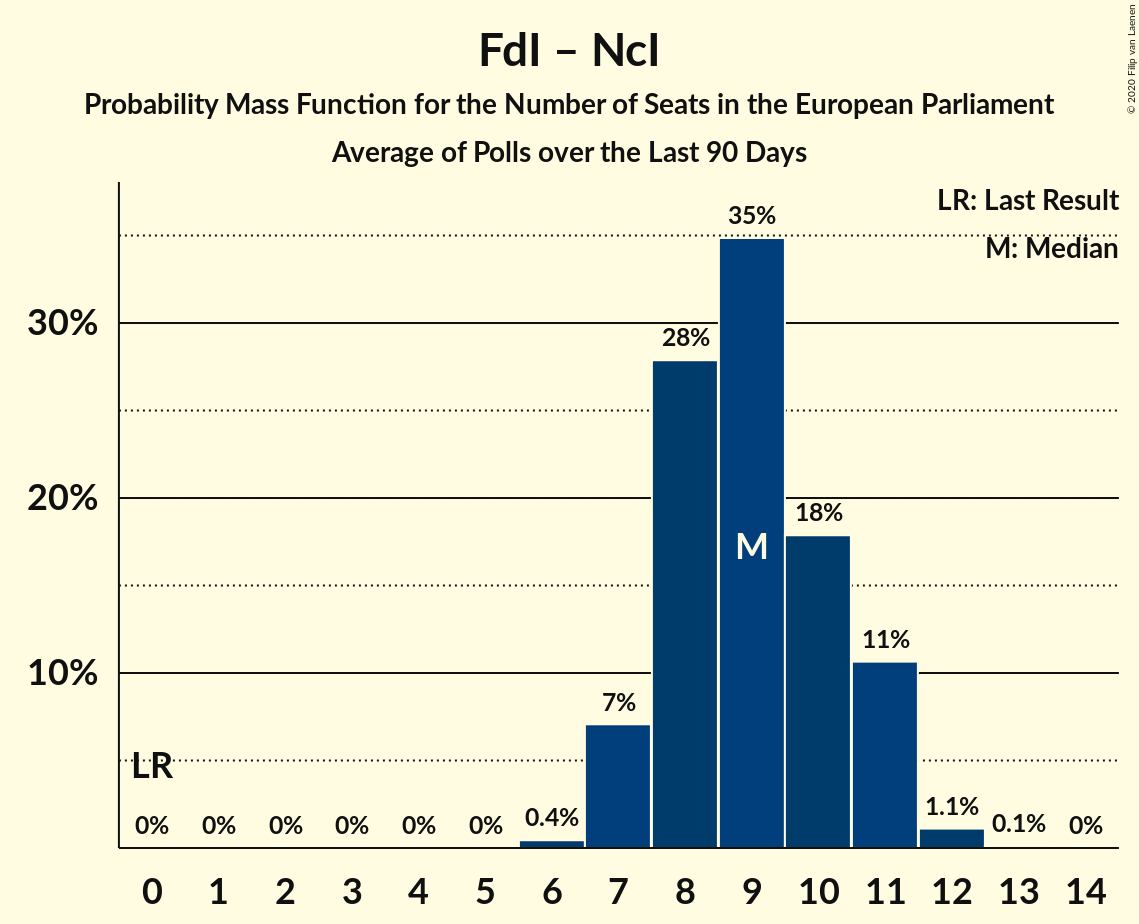 FdI – NcI
Probability Mass Function for the Number of Seats in the European Parliament
Average of Polls over the Last 90 Days
© 2020 Filip van Laenen
LR: Last Result
M: Median
35%
30%
28%
20%
18%
M
11%
10%
7%
LR
0% 0% 0% 0% 0% 0% 0.4% 1.1% 0.1% 0%
0 1 2 3 4 5 6 7 8 9 10 11 12 13 14